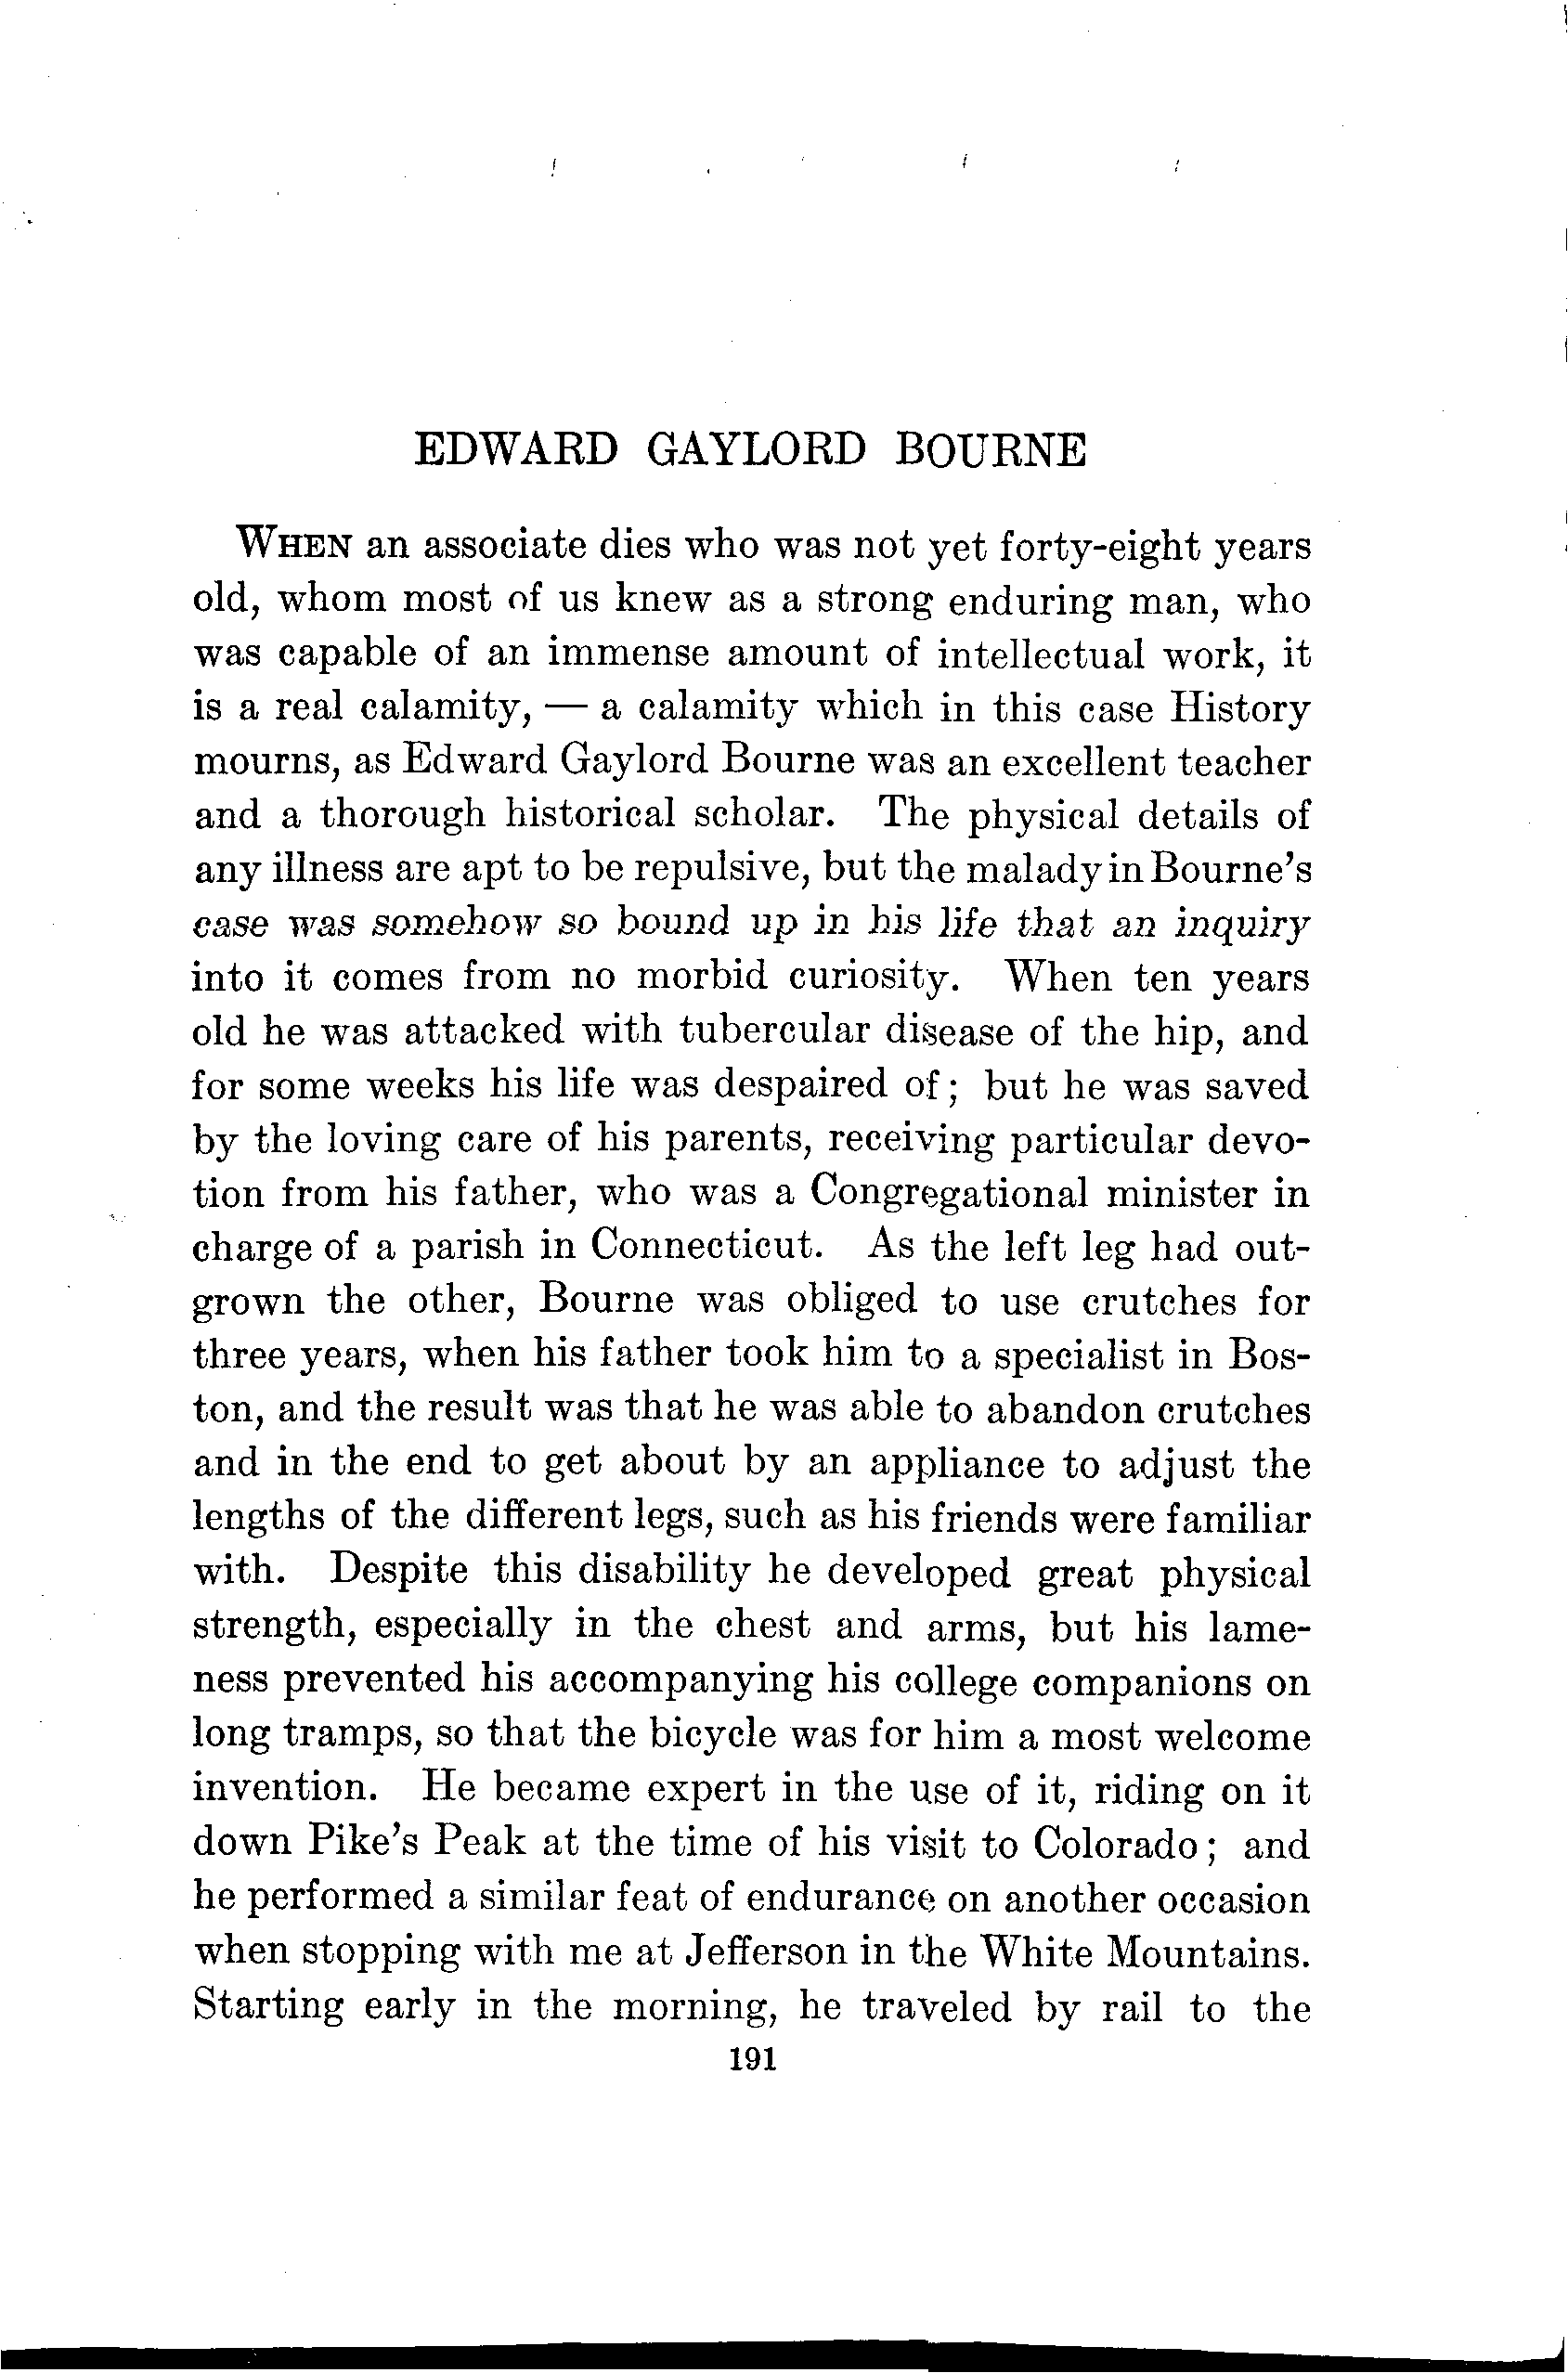 EDWARD GAYLORD BOURNE
WHEN an associate dies who was not yet forty-eight years
old, whom most of us knew as a strong enduring man, who
was capable of an immense amount of intellectual work, it
is a real calamity, — a calamity which in this case History
mourns, as Edward Gaylord Bourne was an excellent teacher
and a thorough historical scholar. The physical details of
any illness are apt to be repulsive, but the malady in Bourne's
case was somehow so bound up in his life that an inquiry
into it comes from no morbid curiosity. When ten years
old he was attacked with tubercular disease of the hip, and
for some weeks his life was despaired of; but he was saved
by the loving care of his parents, receiving particular devo-
tion from his father, who was a Congregational minister in
charge of a parish in Connecticut. As the left leg had out-
grown the other, Bourne was obliged to use crutches for
three years, when his father took him to a specialist in Bos-
ton, and the result was that he was able to abandon crutches
and in the end to get about by an appliance to adjust the
lengths of the different legs, such as his friends were familiar
with. Despite this disability he developed great physical
strength, especially in the chest and arms, but his lame-
ness prevented his accompanying his college companions on
long tramps, so that the bicycle was for him a most welcome
invention. He became expert in the use of it, riding on it
down Pike's Peak at the time of his visit to Colorado; and
he performed a similar feat of endurance on another occasion
when stopping with me at Jefferson in the White Mountains.
Starting early in the morning, he traveled by rail to the
191